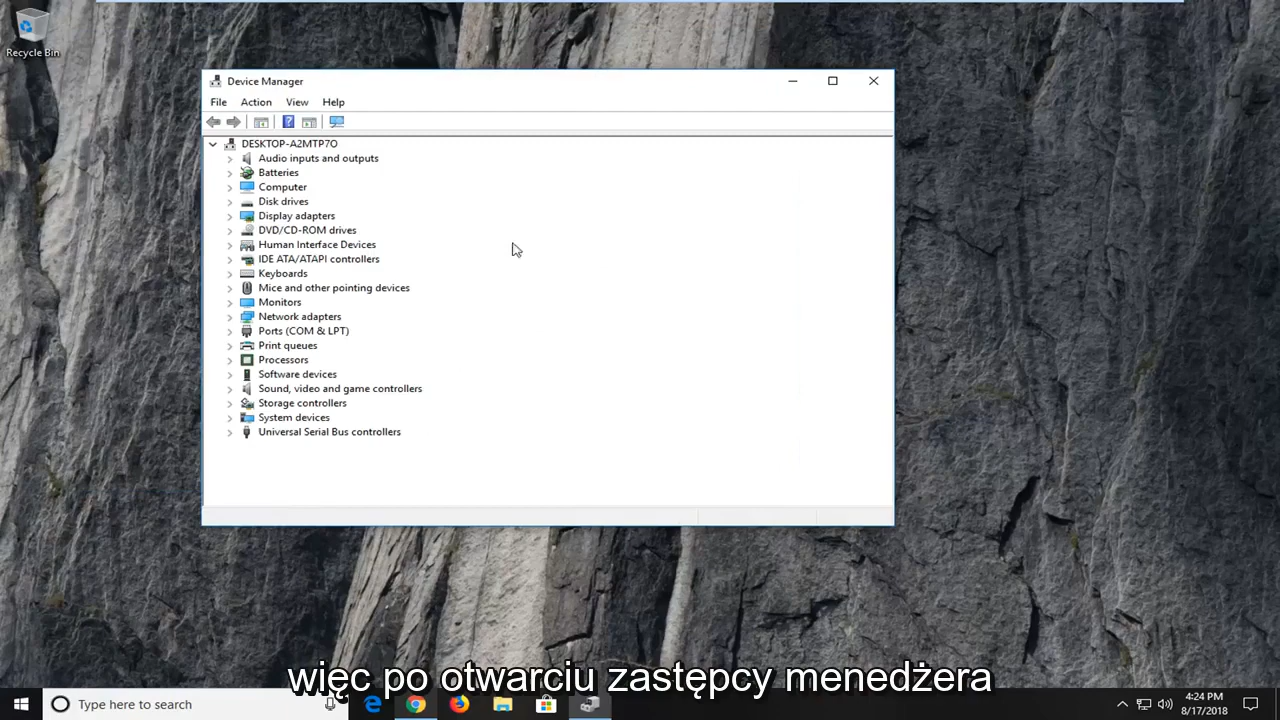 Recycle Bin
Device Manager
File Action View Help
DESKTOP-A2MTP7O
Audio inputs and outputs
Batteries
Computer
Disk drives
Display adapters
DVD/CD-ROM drives
Human Interface Devices
IDE ATA/ATAPI controllers
Keyboards
Mice and other pointing devices
Monitors
Network adapters
Ports (COM & LPT)
Print queues
Processors
Software devices
Sound, video and game controllers
Storage controllers
System devices
Universal Serial Bus controllers
więc po otwarciu zastępcy menedżera
Type here to search
4:24 PM
8/17/2018